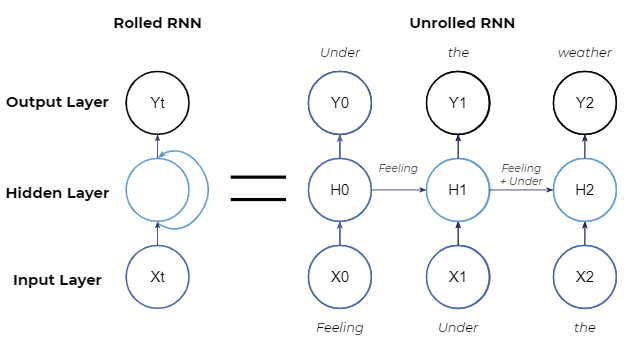 Rolled RNN
Unrolled RNN
Under
the
weather
Output Layer
Yt
Y0
Y1
Y2
Feeling
Feeling
+ Under
Hidden Layer
H0
H1
H2
Input Layer
Xt
X0
X1
X2
Feeling
Under
the